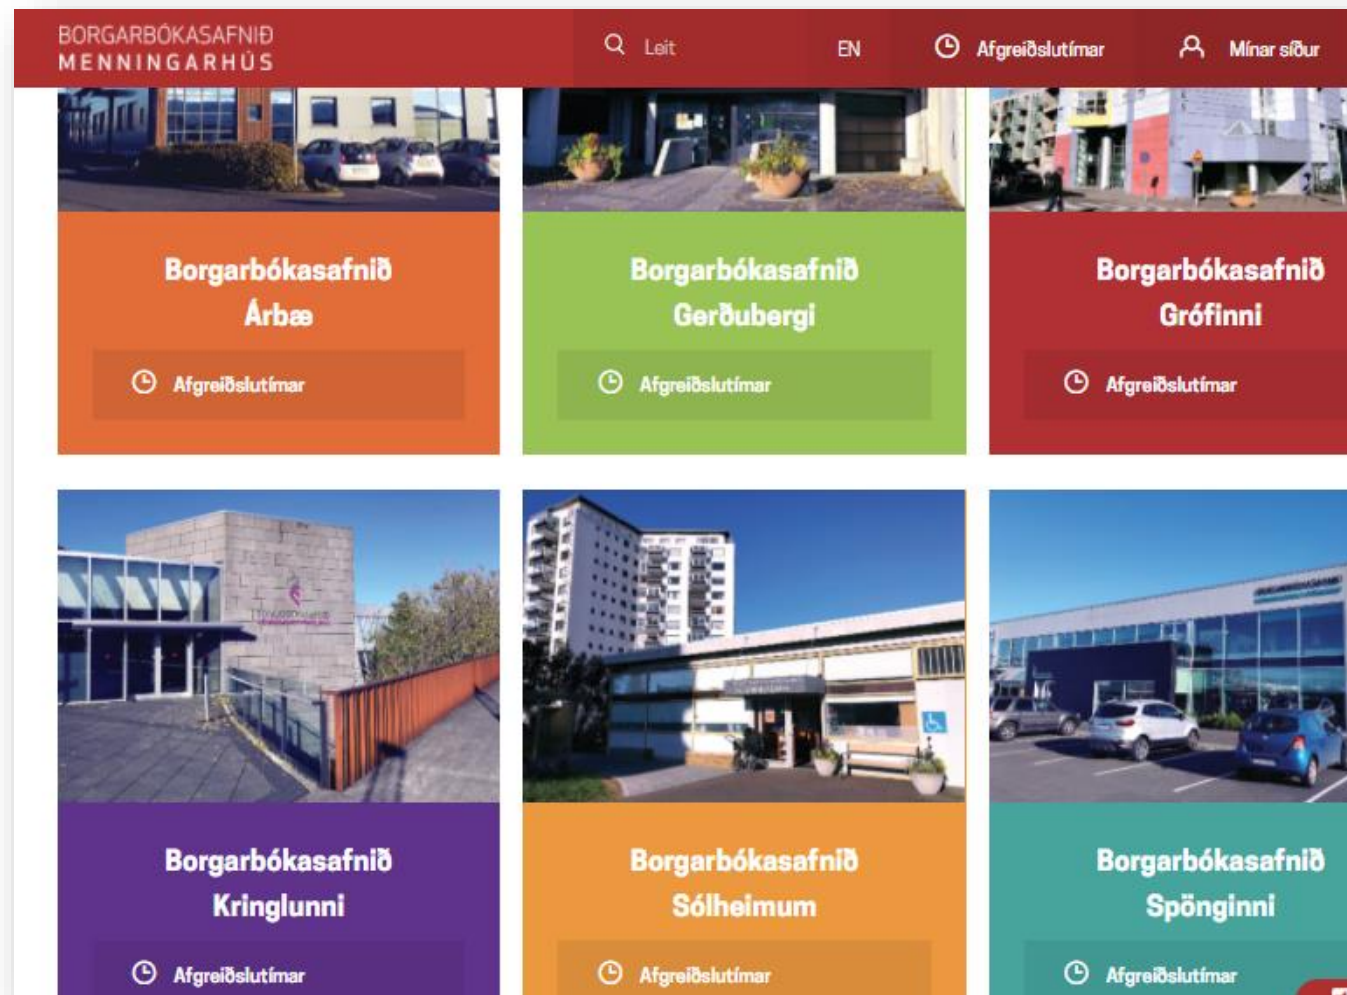 BORGARBÓKASAFNIÐ
MENNINGARHÚS
Leit
EN
Afgreiðslutímar
Mínar síður
Borgarbókasafnið
Árbæ
Afgreiðslutímar
Borgarbókasafnið
Gerðubergi
Afgreiðslutímar
Borgarbókasafnið
Grófinni
Afgreiðslutímar
Borgarbókasafnið
Kringlunni
Afgreiðslutímar
Borgarbókasafnið
Sólheimum
Afgreiðslutímar
Borgarbókasafnið
Spönginni
Afgreiðslutímar